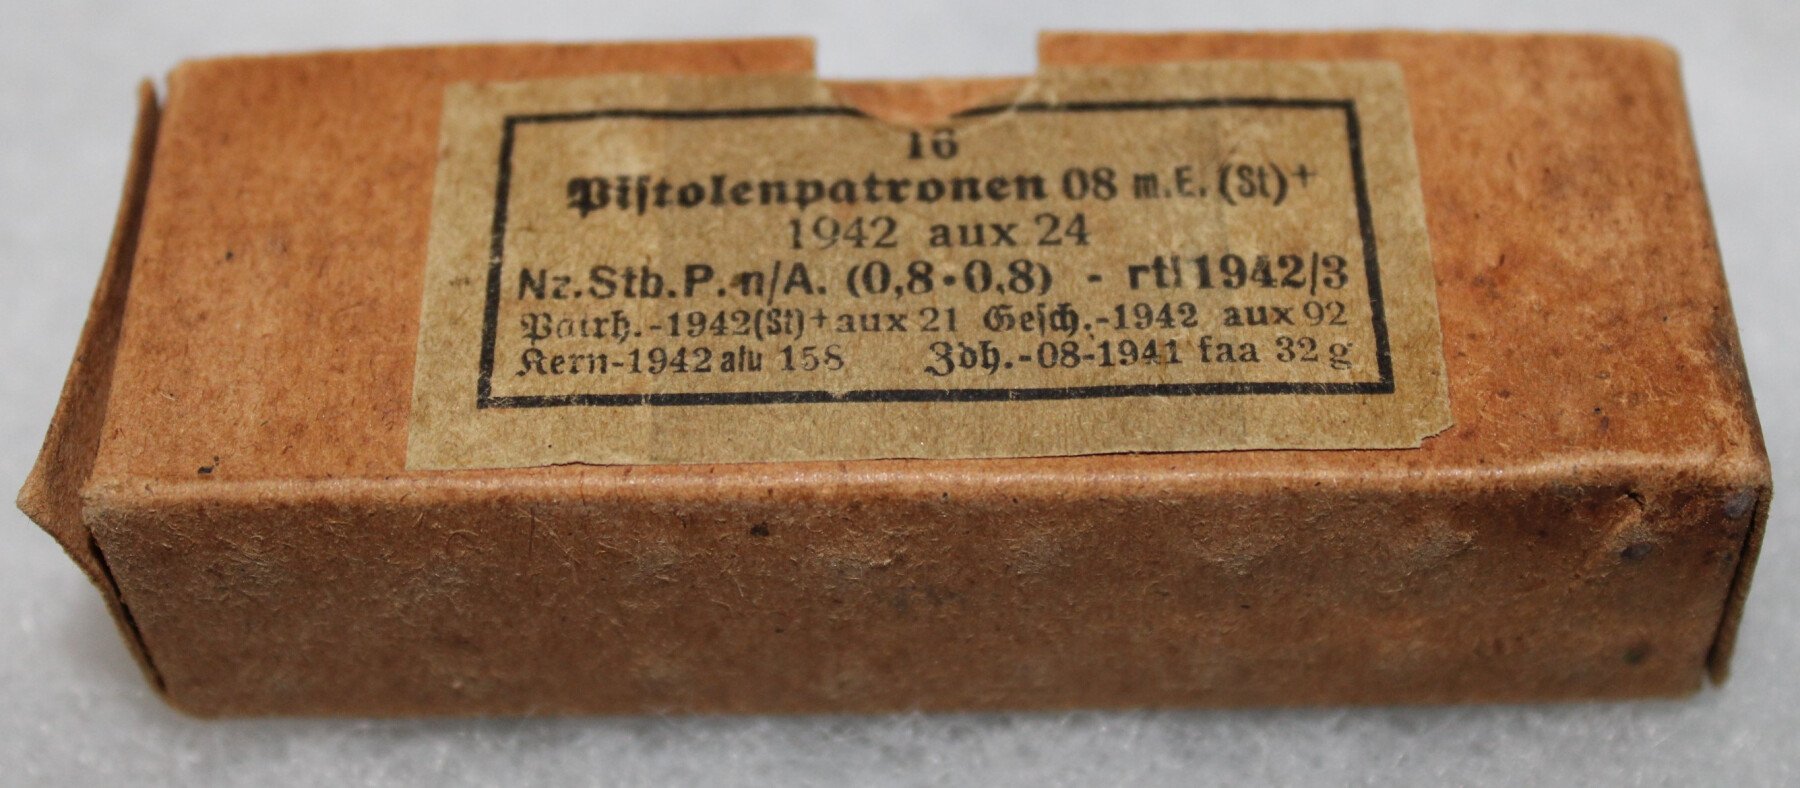 16
Piſtolenpatronen 08 m.E. (St)+
1942 aux 24
Nz.Stb.P. n/A. (0,8·0,8) - rtl 1942/3
Patrh.-1942(St)+aux 21 Geſch.-1942 aux 92
Kern-1942 alu 158 Zdh.-08-1941 faa 32 g